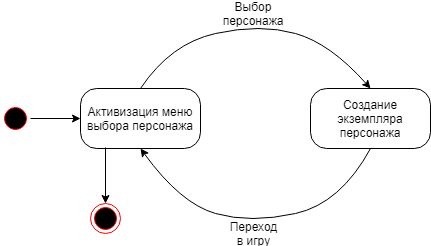 Выбор
персонажа
Активизация меню
выбора персонажа
Создание
экземпляра
персонажа
Переход
в игру